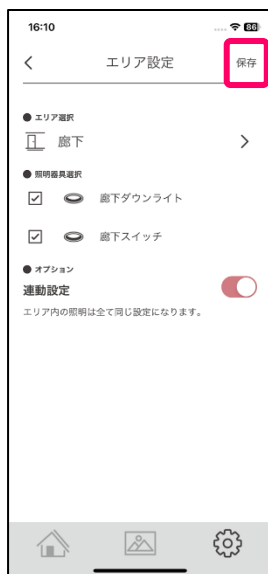 16:10
86
エリア設定
保存
● エリア選択
廊下
● 照明器具選択
廊下ダウンライト
廊下スイッチ
● オプション
連動設定
エリア内の照明は全て同じ設定になります。